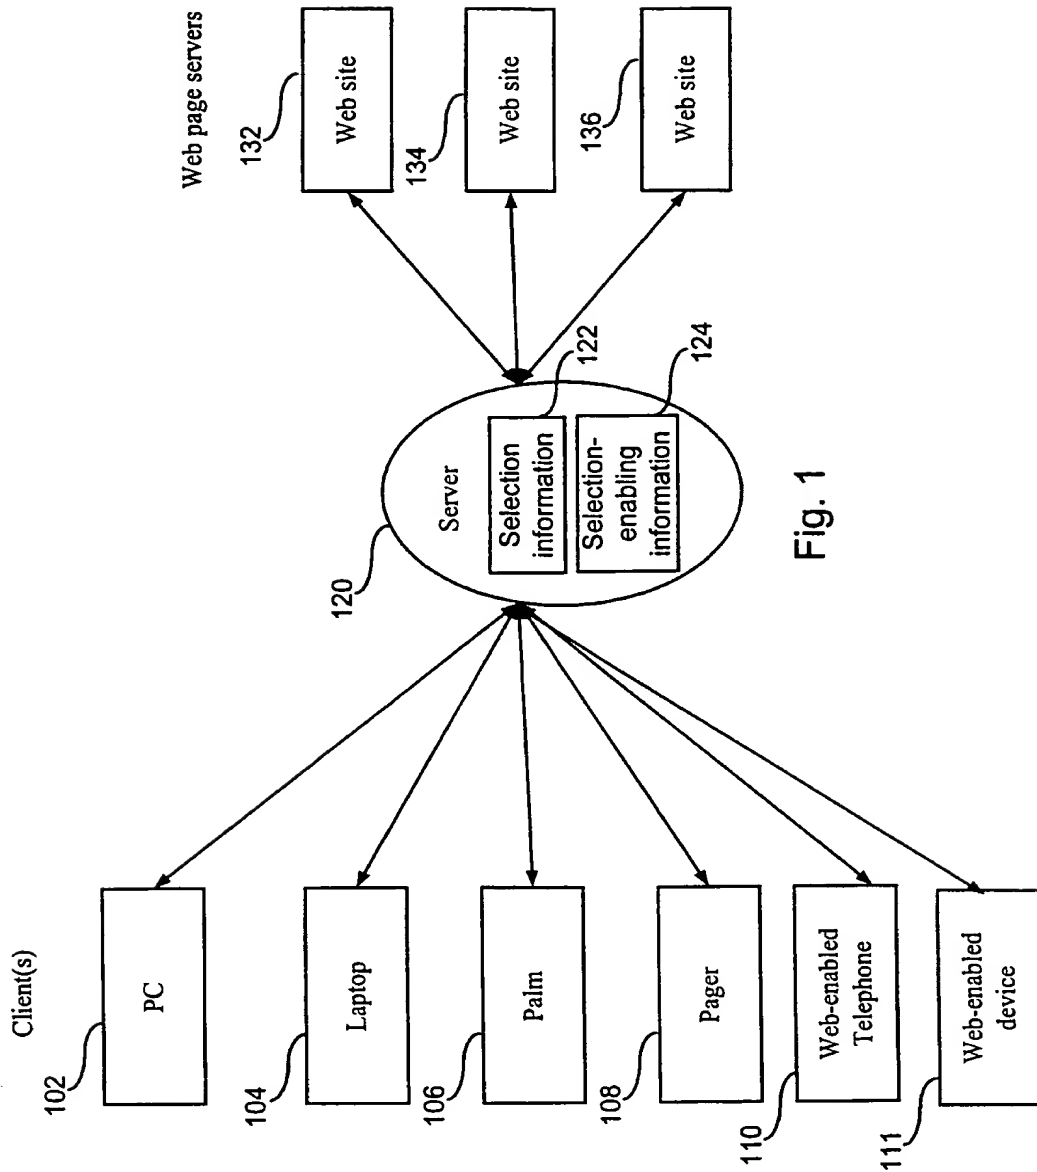 Client(s)
102
PC
104
Laptop
106
Palm
108
Pager
110
Web-enabled
Telephone
111
Web-enabled
device
120
Server
Selection
information
122
Selection-
enabling
information
124
Web page servers
132
Web site
134
Web site
136
Web site
Fig. 1